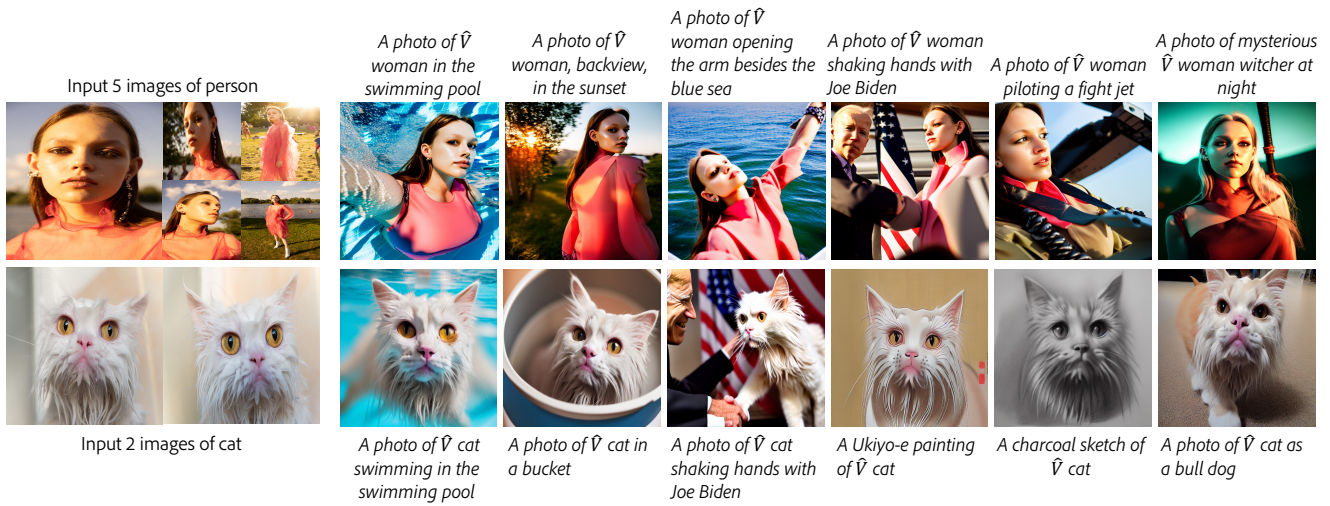 Input 5 images of person
A photo of V̂
woman in the
swimming pool
A photo of V̂
woman, backview,
in the sunset
A photo of V̂
woman opening
the arm besides the
blue sea
A photo of V̂ woman
shaking hands with
Joe Biden
A photo of V̂ woman
piloting a fight jet
A photo of mysterious
V̂ woman witcher at
night
Input 2 images of cat
A photo of V̂ cat
swimming in the
swimming pool
A photo of V̂ cat in
a bucket
A photo of V̂ cat
shaking hands with
Joe Biden
A Ukiyo-e painting
of V̂ cat
A charcoal sketch of
V̂ cat
A photo of V̂ cat as
a bull dog